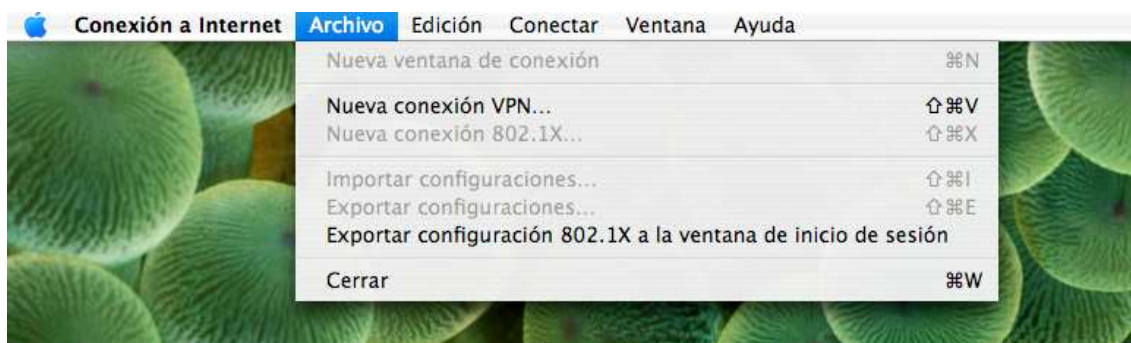 Conexión a Internet Archivo Edición Conectar Ventana Ayuda
Nueva ventana de conexión ⌘N
Nueva conexión VPN... ⇧⌘V
Nueva conexión 802.1X... ⇧⌘X
Importar configuraciones... ⇧⌘I
Exportar configuraciones... ⇧⌘E
Exportar configuración 802.1X a la ventana de inicio de sesión
Cerrar ⌘W